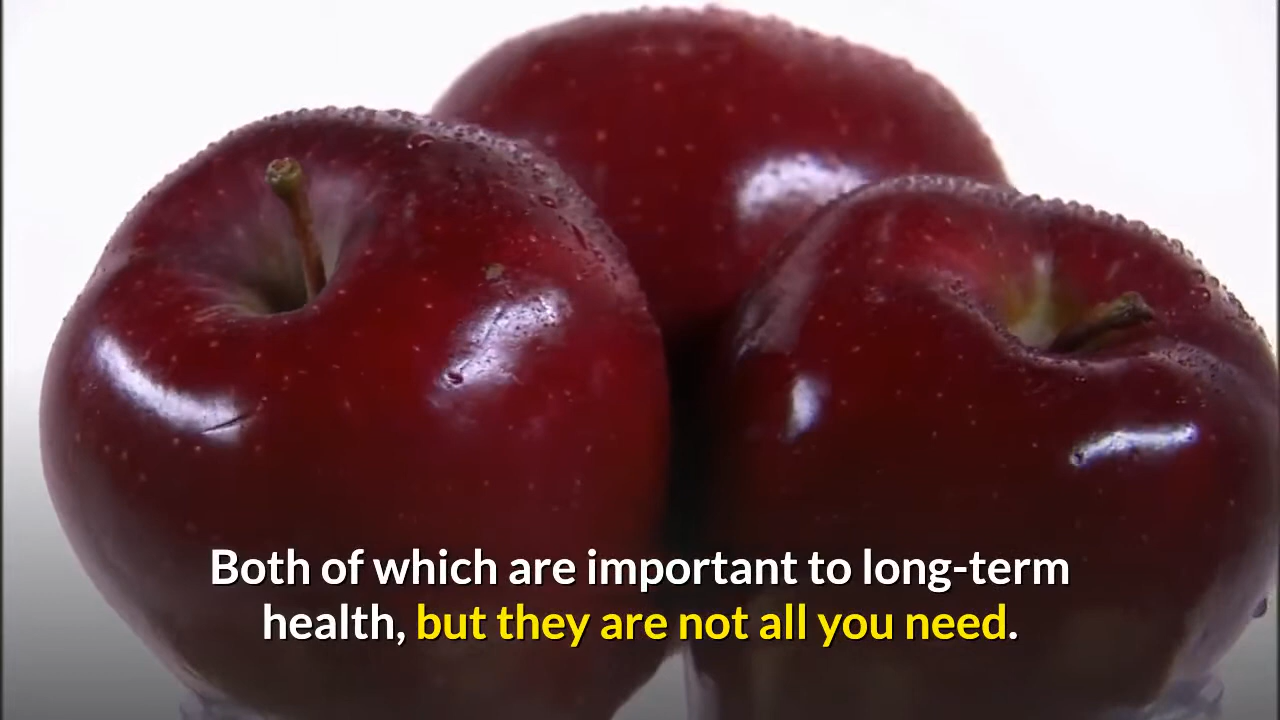 Both of which are important to long-term
health, but they are not all you need.